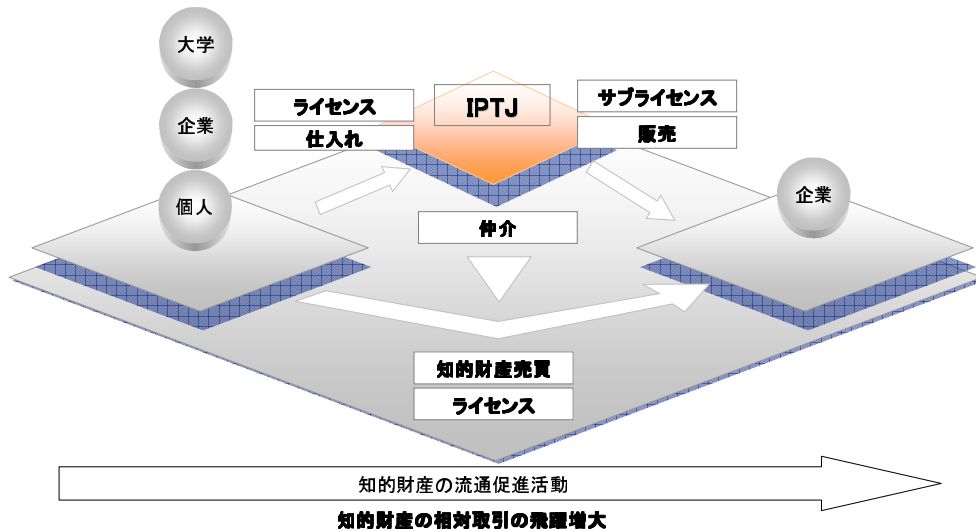 大学
企業
個人
ライセンス
仕入れ
IPTJ
サブライセンス
販売
企業
仲介
知的財産売買
ライセンス
知的財産の流通促進活動
知的財産の相対取引の飛躍増大